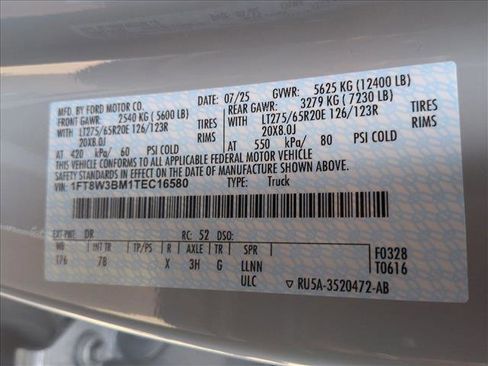 MFD. BY FORD MOTOR CO. 07/25 GVWR: 5625 KG (12400 LB)
FRONT GAWR: 2540 KG ( 5600 LB) REAR GAWR: 3279 KG ( 7230 LB)
WITH LT275/65R20E 126/123R TIRES WITH LT275/65R20E 126/123R TIRES
20X8.0J 20X8.0J
AT 420 kPa/ 60 PSI COLD AT 550 kPa/ 80 PSI COLD
THIS VEHICLE CONFORMS TO ALL APPLICABLE FEDERAL MOTOR VEHICLE
SAFETY STANDARDS IN EFFECT ON THE DATE OF MANUFACTURE SHOWN ABOVE.
VIN: 1FT8W3BM1TEC16580 TYPE: Truck
EXT PNT: DR RC: 52 DSO: F0328
WB INT TR TP/PS R AXLE TR SPR T0616
176 78 X 3H G LLNN
ULC RU5A-3520472-AB